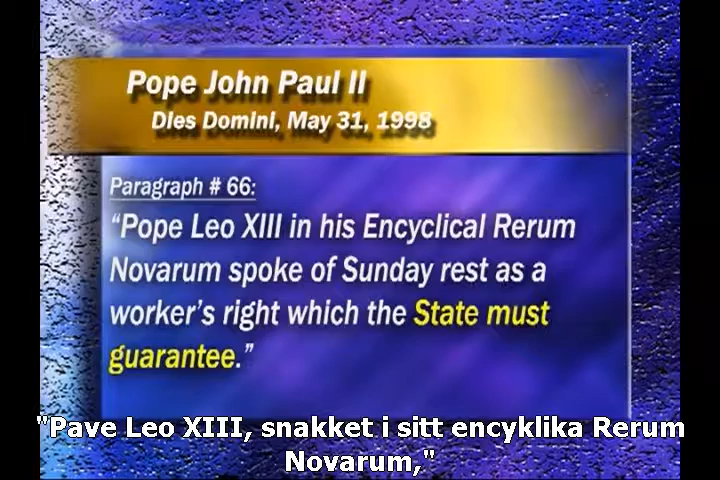 Pope John Paul II
Dies Domini, May 31, 1998
Paragraph # 66:
“Pope Leo XIII in his Encyclical Rerum
Novarum spoke of Sunday rest as a
worker’s right which the State must
guarantee.”
"Pave Leo XIII, snakket i sitt encyklika Rerum
Novarum,"